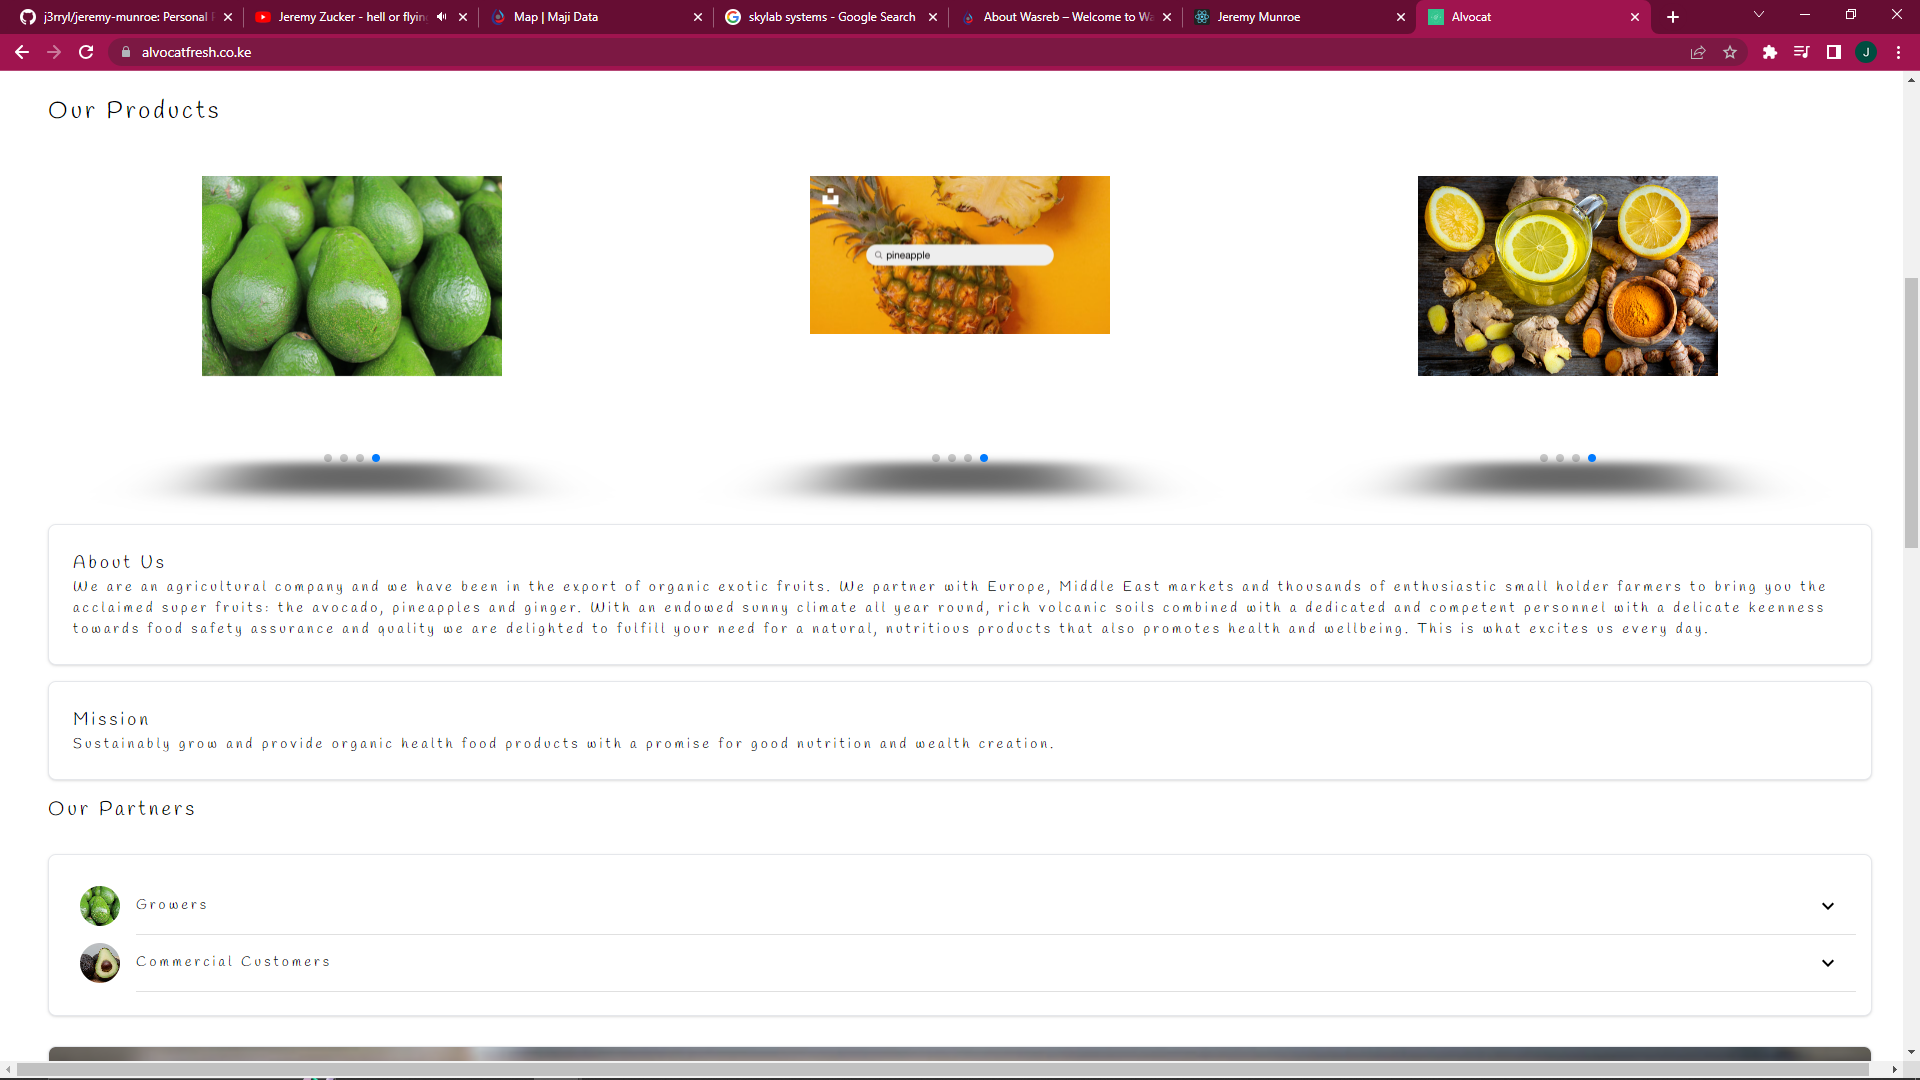 j3rryl/jeremy-munroe: Personal
Jeremy Zucker - hell or flying
Map | Maji Data
skylab systems - Google Search
About Wasreb – Welcome to Wa
Jeremy Munroe
Alvocat
alvocatfresh.co.ke
J
Our Products
pineapple
About Us
We are an agricultural company and we have been in the export of organic exotic fruits. We partner with Europe, Middle East markets and thousands of enthusiastic small holder farmers to bring you the
acclaimed super fruits: the avocado, pineapples and ginger. With an endowed sunny climate all year round, rich volcanic soils combined with a dedicated and competent personnel with a delicate keenness
towards food safety assurance and quality we are delighted to fulfill your need for a natural, nutritious products that also promotes health and wellbeing. This is what excites us every day.
Mission
Sustainably grow and provide organic health food products with a promise for good nutrition and wealth creation.
Our Partners
Growers
Commercial Customers